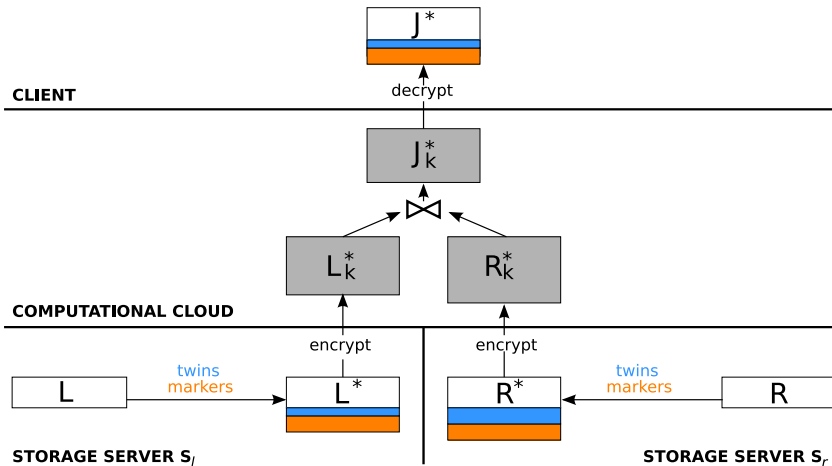 J*
decrypt
CLIENT
J*k
L*k
R*k
COMPUTATIONAL CLOUD
encrypt
encrypt
L
twins
markers
L*
R*
twins
markers
R
STORAGE SERVER Sl
STORAGE SERVER Sr